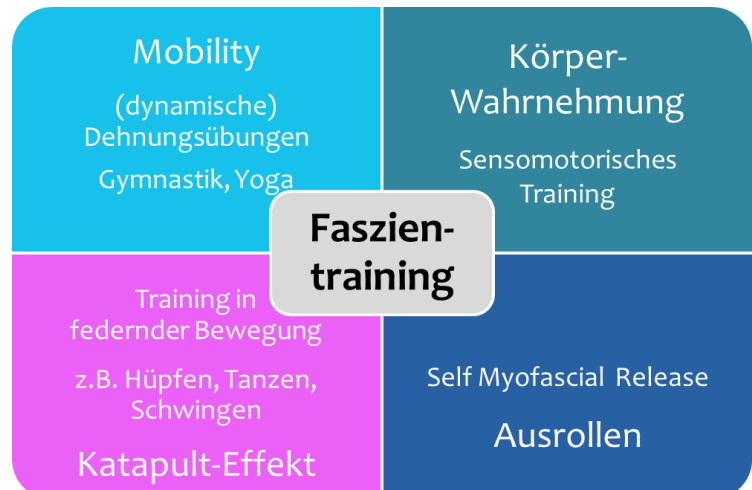 Mobility
(dynamische)
Dehnungsübungen
Gymnastik, Yoga
Körper-
Wahrnehmung
Sensomotorisches
Training
Faszien-
training
Training in
federnder Bewegung
z.B. Hüpfen, Tanzen,
Schwingen
Katapult-Effekt
Self Myofascial Release
Ausrollen